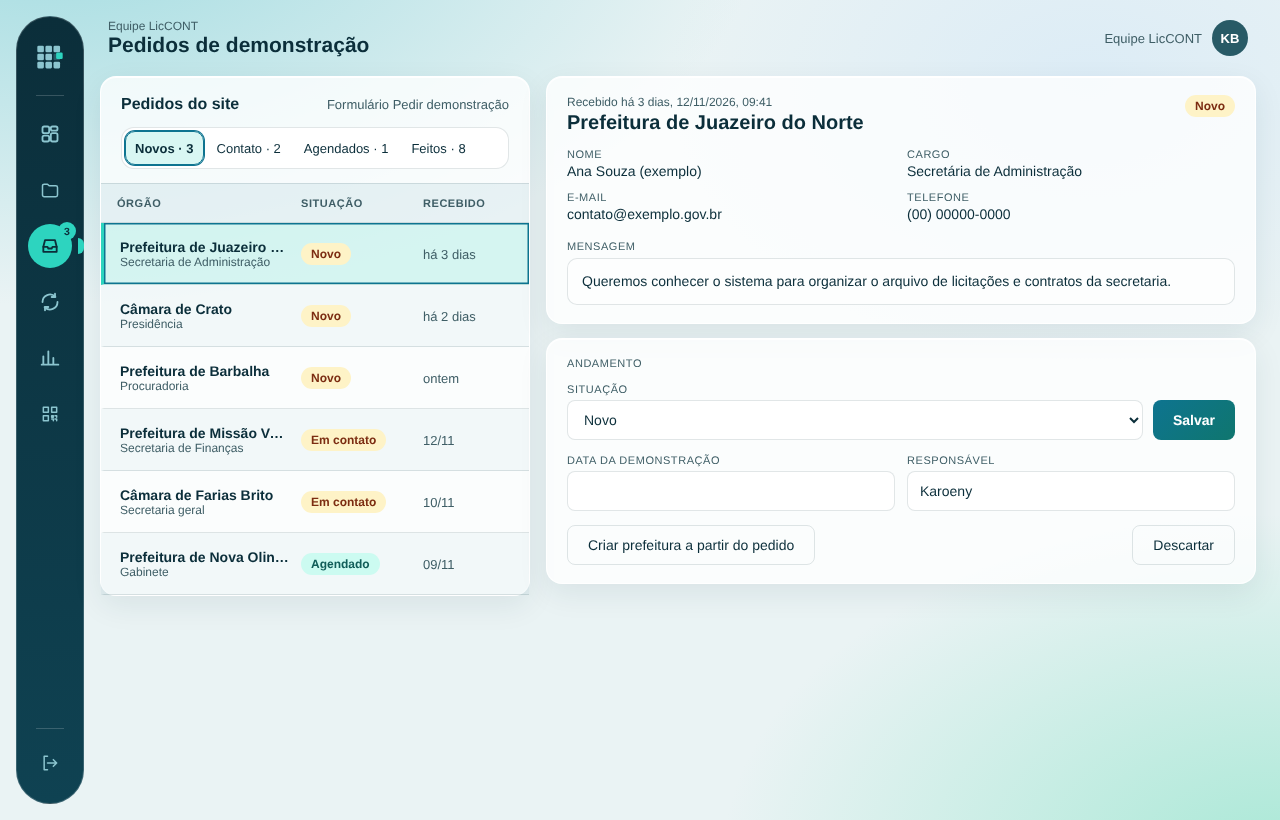 Equipe LicCONT
Pedidos de demonstração
Equipe LicCONT
KB
3
Pedidos do site
Formulário Pedir demonstração
Novos · 3
Contato · 2
Agendados · 1
Feitos · 8
ÓRGÃO
SITUAÇÃO
RECEBIDO
Prefeitura de Juazeiro …
Secretaria de Administração
Novo
há 3 dias
Câmara de Crato
Presidência
Novo
há 2 dias
Prefeitura de Barbalha
Procuradoria
Novo
ontem
Prefeitura de Missão V…
Secretaria de Finanças
Em contato
12/11
Câmara de Farias Brito
Secretaria geral
Em contato
10/11
Prefeitura de Nova Olin…
Gabinete
Agendado
09/11
Recebido há 3 dias, 12/11/2026, 09:41
Prefeitura de Juazeiro do Norte
Novo
NOME
Ana Souza (exemplo)
CARGO
Secretária de Administração
E-MAIL
contato@exemplo.gov.br
TELEFONE
(00) 00000-0000
MENSAGEM
Queremos conhecer o sistema para organizar o arquivo de licitações e contratos da secretaria.
ANDAMENTO
SITUAÇÃO
Novo
Salvar
DATA DA DEMONSTRAÇÃO
RESPONSÁVEL
Karoeny
Criar prefeitura a partir do pedido
Descartar